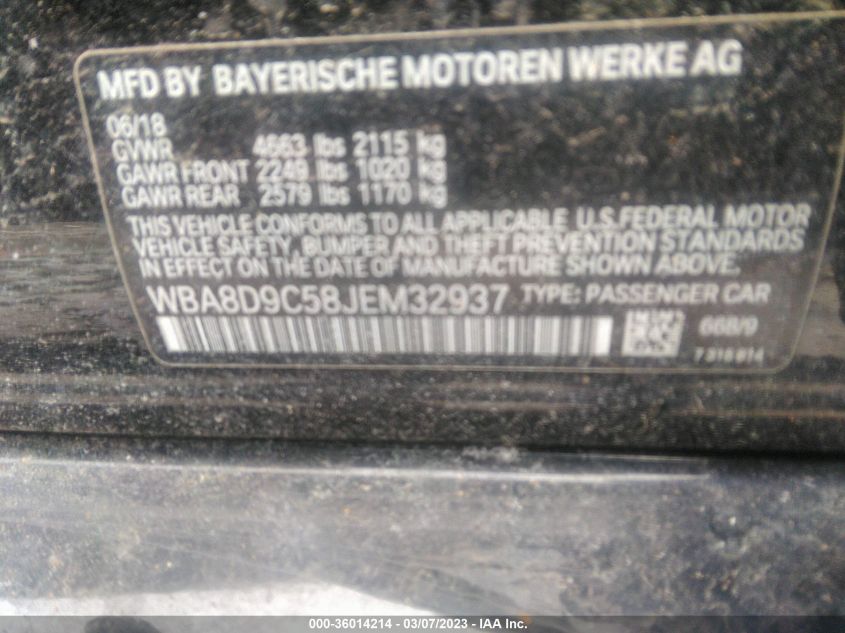 MFD BY BAYERISCHE MOTOREN WERKE AG
06/18
GVWR 4663 lbs 2115 kg
GAWR FRONT 2249 lbs 1020 kg
GAWR REAR 2579 lbs 1170 kg
THIS VEHICLE CONFORMS TO ALL APPLICABLE U.S. FEDERAL MOTOR
VEHICLE SAFETY, BUMPER AND THEFT PREVENTION STANDARDS
IN EFFECT ON THE DATE OF MANUFACTURE SHOWN ABOVE.
WBA8D9C58JEM32937 TYPE: PASSENGER CAR
668/9
000-36014214 - 03/07/2023 - IAA Inc.